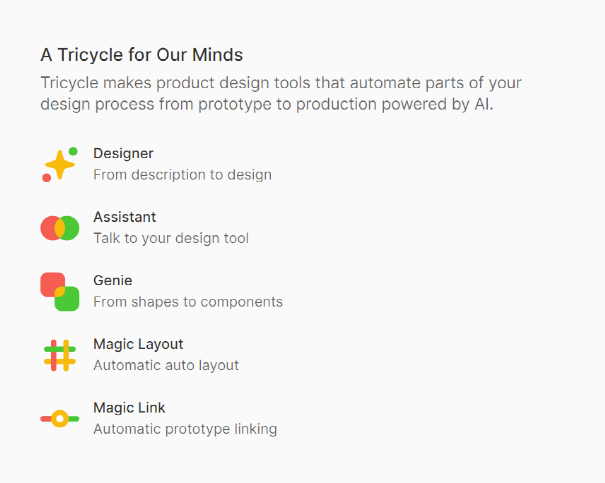 A Tricycle for Our Minds
Tricycle makes product design tools that automate parts of your
design process from prototype to production powered by AI.
Designer
From description to design
Assistant
Talk to your design tool
Genie
From shapes to components
Magic Layout
Automatic auto layout
Magic Link
Automatic prototype linking